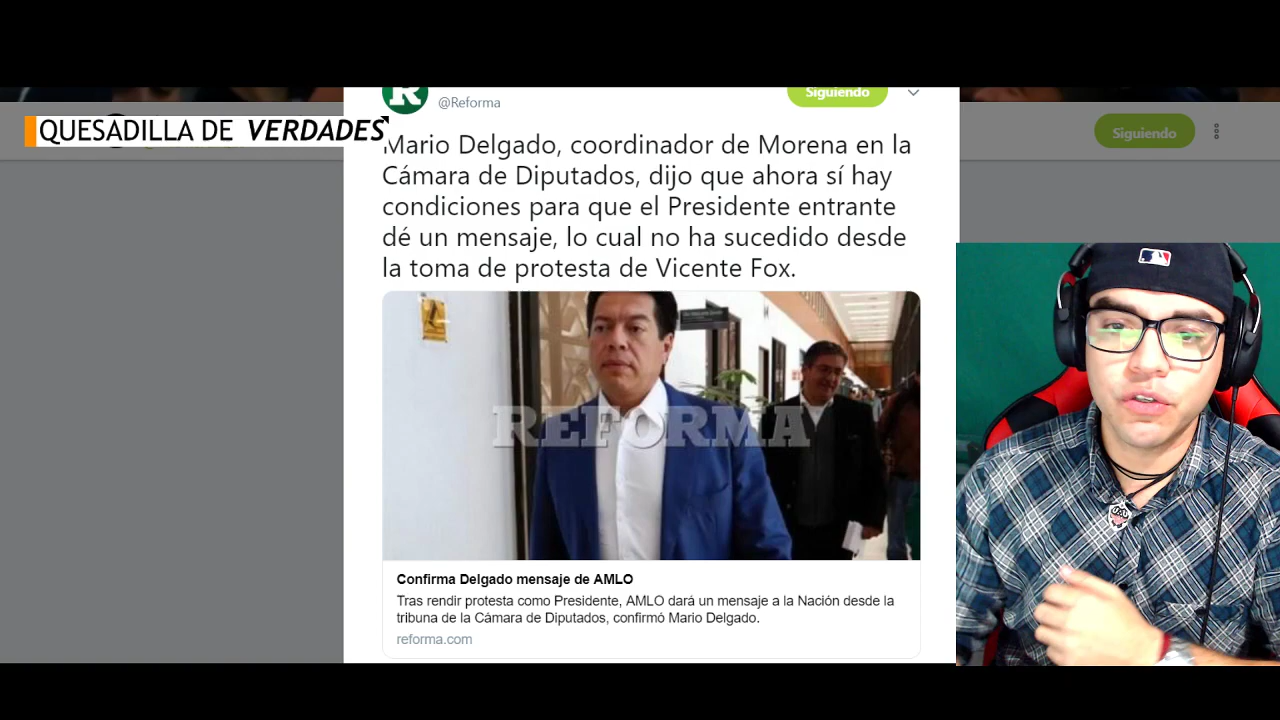 Siguiendo
@Reforma
QUESADILLA DE VERDADES
Siguiendo
Mario Delgado, coordinador de Morena en la
Cámara de Diputados, dijo que ahora sí hay
condiciones para que el Presidente entrante
dé un mensaje, lo cual no ha sucedido desde
la toma de protesta de Vicente Fox.
REFORMA
Confirma Delgado mensaje de AMLO
Tras rendir protesta como Presidente, AMLO dará un mensaje a la Nación desde la
tribuna de la Cámara de Diputados, confirmó Mario Delgado.
reforma.com